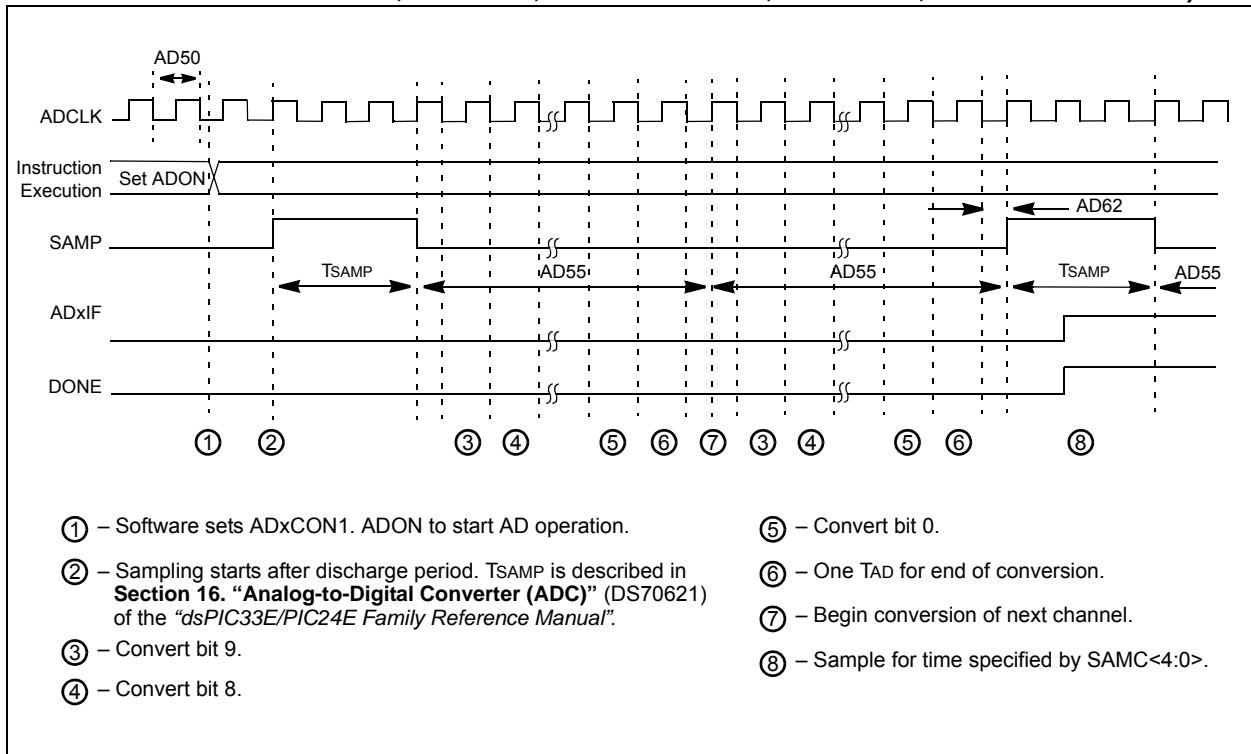 AD50
ADCLK
Instruction
Execution
Set ADON
AD62
SAMP
TSAMP
AD55
AD55
TSAMP
AD55
ADxIF
DONE
1 2 3 4 5 6 7 3 4 5 6 8
1 – Software sets ADxCON1. ADON to start AD operation.
2 – Sampling starts after discharge period. TSAMP is described in
Section 16. “Analog-to-Digital Converter (ADC)” (DS70621)
of the “dsPIC33E/PIC24E Family Reference Manual”.
3 – Convert bit 9.
4 – Convert bit 8.
5 – Convert bit 0.
6 – One TAD for end of conversion.
7 – Begin conversion of next channel.
8 – Sample for time specified by SAMC<4:0>.